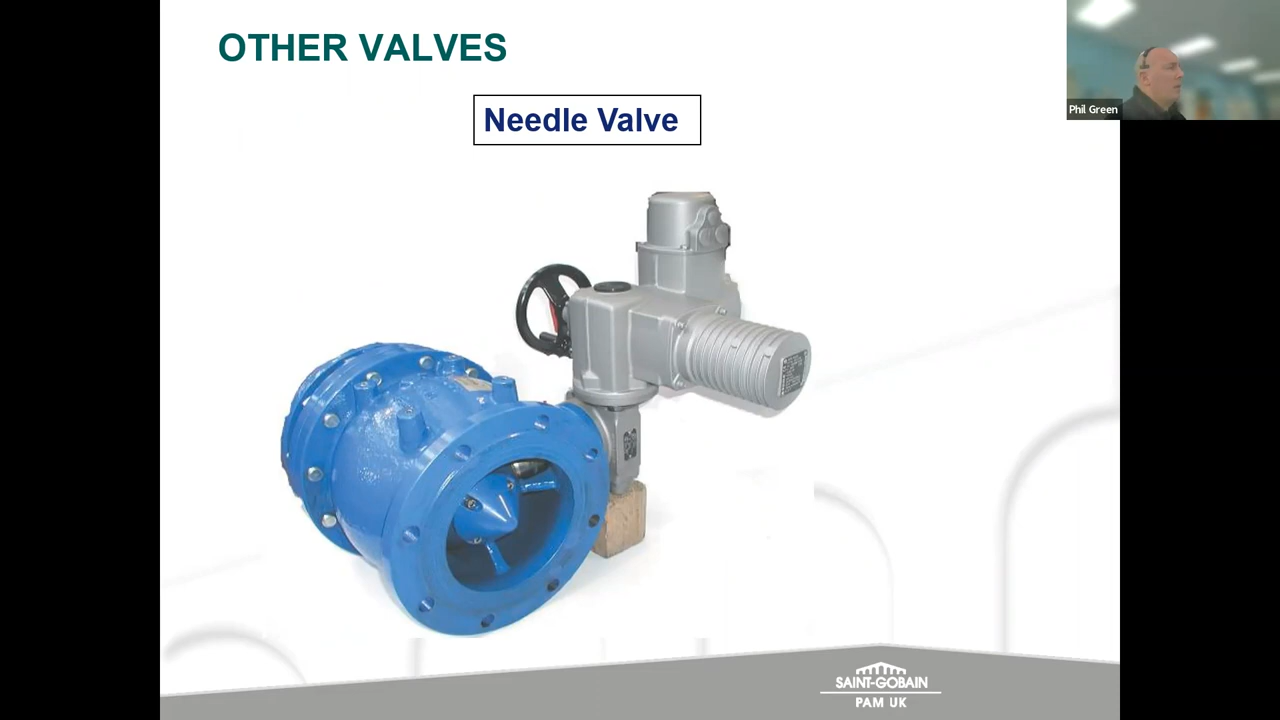 OTHER VALVES
Needle Valve
Phil Green
SAINT-GOBAIN
PAM UK